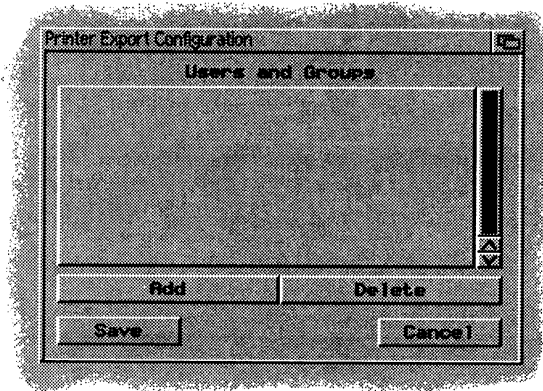 Printer Export Configuration
Users and Groups
Add
Delete
Save
Cancel